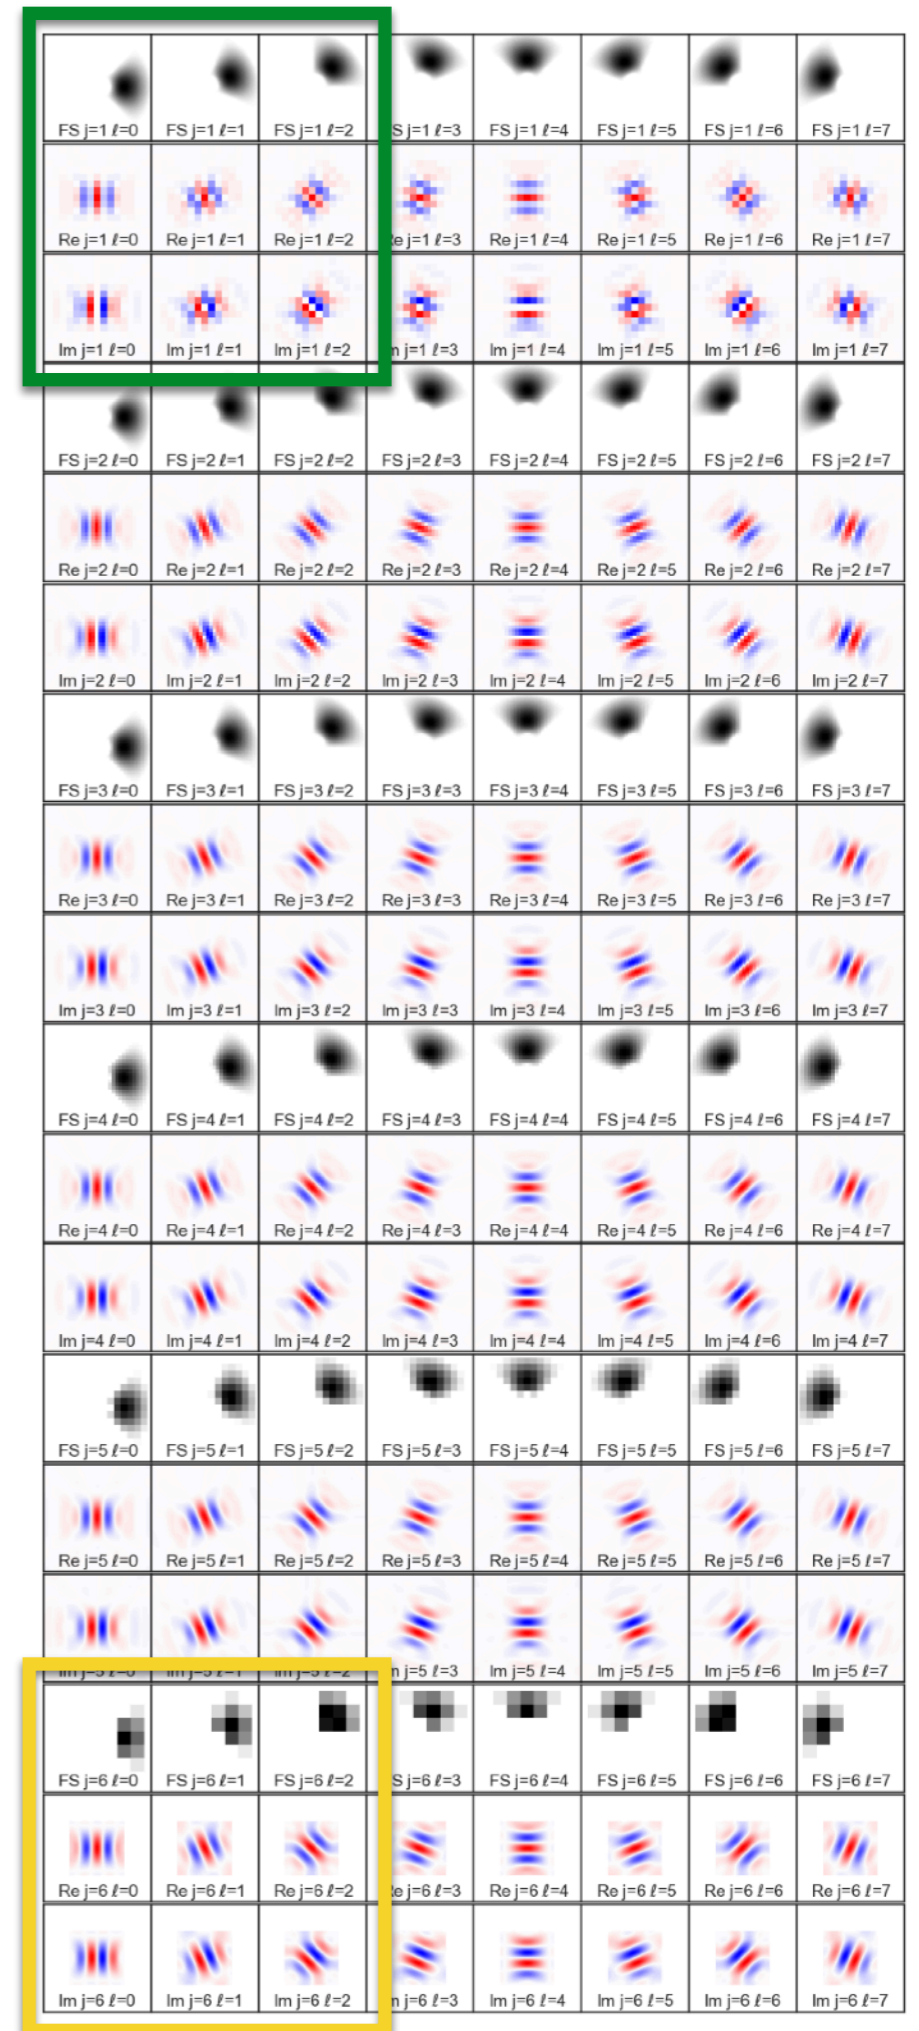 FS j=1 ℓ=0 FS j=1 ℓ=1 FS j=1 ℓ=2 S j=1 ℓ=3 FS j=1 ℓ=4 FS j=1 ℓ=5 FS j=1 ℓ=6 FS j=1 ℓ=7
Re j=1 ℓ=0 Re j=1 ℓ=1 Re j=1 ℓ=2 e j=1 ℓ=3 Re j=1 ℓ=4 Re j=1 ℓ=5 Re j=1 ℓ=6 Re j=1 ℓ=7
Im j=1 ℓ=0 Im j=1 ℓ=1 Im j=1 ℓ=2 m j=1 ℓ=3 Im j=1 ℓ=4 Im j=1 ℓ=5 Im j=1 ℓ=6 Im j=1 ℓ=7
FS j=2 ℓ=0 FS j=2 ℓ=1 FS j=2 ℓ=2 FS j=2 ℓ=3 FS j=2 ℓ=4 FS j=2 ℓ=5 FS j=2 ℓ=6 FS j=2 ℓ=7
Re j=2 ℓ=0 Re j=2 ℓ=1 Re j=2 ℓ=2 Re j=2 ℓ=3 Re j=2 ℓ=4 Re j=2 ℓ=5 Re j=2 ℓ=6 Re j=2 ℓ=7
Im j=2 ℓ=0 Im j=2 ℓ=1 Im j=2 ℓ=2 Im j=2 ℓ=3 Im j=2 ℓ=4 Im j=2 ℓ=5 Im j=2 ℓ=6 Im j=2 ℓ=7
FS j=3 ℓ=0 FS j=3 ℓ=1 FS j=3 ℓ=2 FS j=3 ℓ=3 FS j=3 ℓ=4 FS j=3 ℓ=5 FS j=3 ℓ=6 FS j=3 ℓ=7
Re j=3 ℓ=0 Re j=3 ℓ=1 Re j=3 ℓ=2 Re j=3 ℓ=3 Re j=3 ℓ=4 Re j=3 ℓ=5 Re j=3 ℓ=6 Re j=3 ℓ=7
Im j=3 ℓ=0 Im j=3 ℓ=1 Im j=3 ℓ=2 Im j=3 ℓ=3 Im j=3 ℓ=4 Im j=3 ℓ=5 Im j=3 ℓ=6 Im j=3 ℓ=7
FS j=4 ℓ=0 FS j=4 ℓ=1 FS j=4 ℓ=2 FS j=4 ℓ=3 FS j=4 ℓ=4 FS j=4 ℓ=5 FS j=4 ℓ=6 FS j=4 ℓ=7
Re j=4 ℓ=0 Re j=4 ℓ=1 Re j=4 ℓ=2 Re j=4 ℓ=3 Re j=4 ℓ=4 Re j=4 ℓ=5 Re j=4 ℓ=6 Re j=4 ℓ=7
Im j=4 ℓ=0 Im j=4 ℓ=1 Im j=4 ℓ=2 Im j=4 ℓ=3 Im j=4 ℓ=4 Im j=4 ℓ=5 Im j=4 ℓ=6 Im j=4 ℓ=7
FS j=5 ℓ=0 FS j=5 ℓ=1 FS j=5 ℓ=2 FS j=5 ℓ=3 FS j=5 ℓ=4 FS j=5 ℓ=5 FS j=5 ℓ=6 FS j=5 ℓ=7
Re j=5 ℓ=0 Re j=5 ℓ=1 Re j=5 ℓ=2 Re j=5 ℓ=3 Re j=5 ℓ=4 Re j=5 ℓ=5 Re j=5 ℓ=6 Re j=5 ℓ=7
m j=5 ℓ=3 Im j=5 ℓ=4 Im j=5 ℓ=5 Im j=5 ℓ=6 Im j=5 ℓ=7
FS j=6 ℓ=0 FS j=6 ℓ=1 FS j=6 ℓ=2 S j=6 ℓ=3 FS j=6 ℓ=4 FS j=6 ℓ=5 FS j=6 ℓ=6 FS j=6 ℓ=7
Re j=6 ℓ=0 Re j=6 ℓ=1 Re j=6 ℓ=2 e j=6 ℓ=3 Re j=6 ℓ=4 Re j=6 ℓ=5 Re j=6 ℓ=6 Re j=6 ℓ=7
Im j=6 ℓ=0 Im j=6 ℓ=1 Im j=6 ℓ=2 m j=6 ℓ=3 Im j=6 ℓ=4 Im j=6 ℓ=5 Im j=6 ℓ=6 Im j=6 ℓ=7